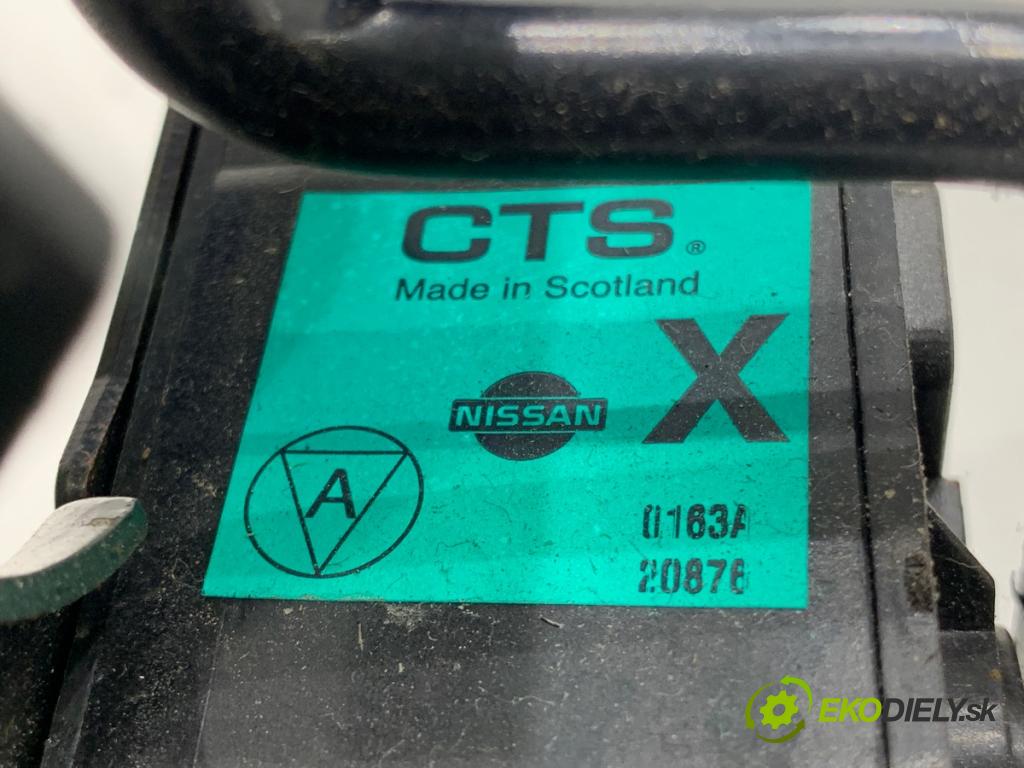 CTS®
Made in Scotland
X
NISSAN
A
0163A
20876
EKODIELY.sk